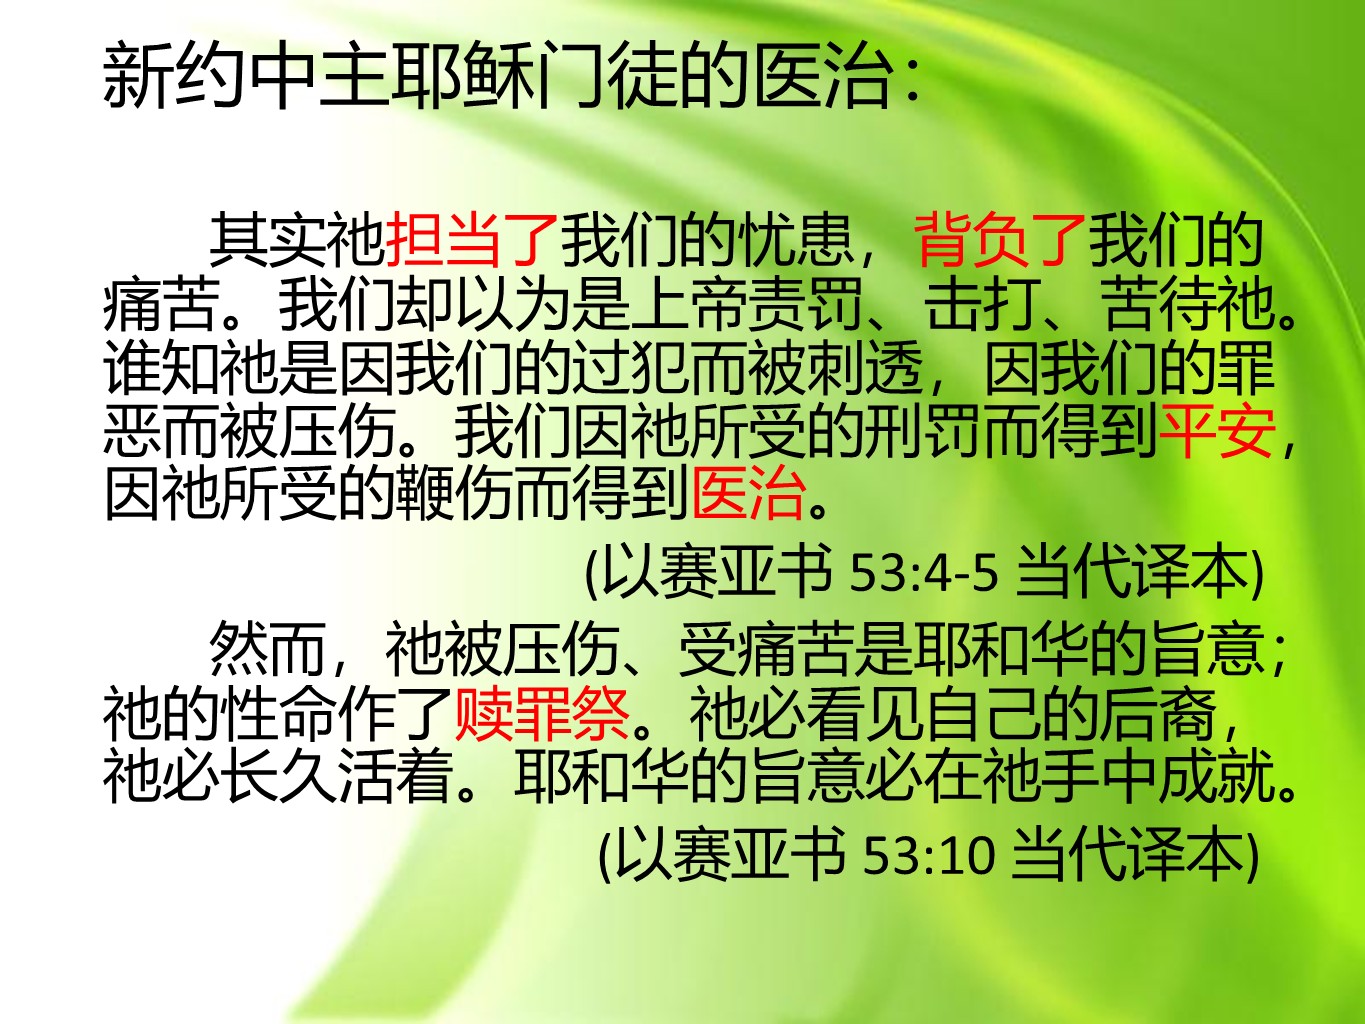 新约中主耶稣门徒的医治：
其实祂担当了我们的忧患，背负了我们的
痛苦。我们却以为是上帝责罚、击打、苦待祂。
谁知祂是因我们的过犯而被刺透，因我们的罪
恶而被压伤。我们因祂所受的刑罚而得到平安，
因祂所受的鞭伤而得到医治。
(以赛亚书 53:4-5 当代译本)
然而，祂被压伤、受痛苦是耶和华的旨意；
祂的性命作了赎罪祭。祂必看见自己的后裔，
祂必长久活着。耶和华的旨意必在祂手中成就。
(以赛亚书 53:10 当代译本)